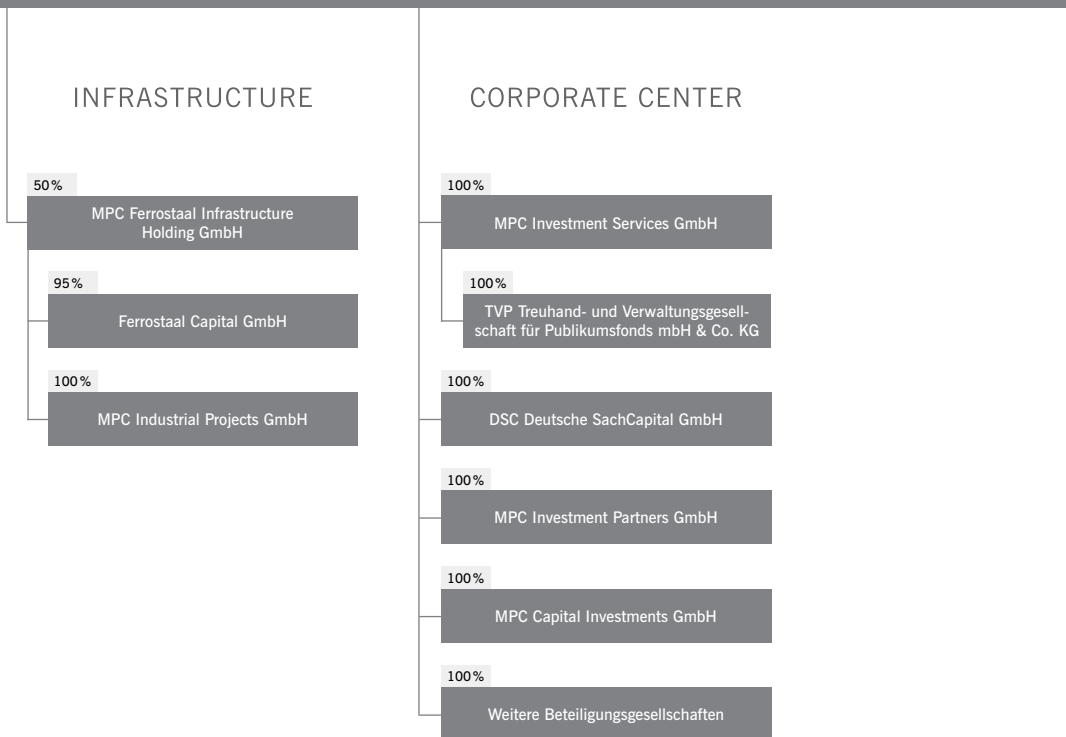 INFRASTRUCTURE
50%
MPC Ferrostaal Infrastructure
Holding GmbH
95%
Ferrostaal Capital GmbH
100%
MPC Industrial Projects GmbH
CORPORATE CENTER
100%
MPC Investment Services GmbH
100%
TVP Treuhand- und Verwaltungsgesell-
schaft für Publikumsfonds mbH & Co. KG
100%
DSC Deutsche SachCapital GmbH
100%
MPC Investment Partners GmbH
100%
MPC Capital Investments GmbH
100%
Weitere Beteiligungsgesellschaften